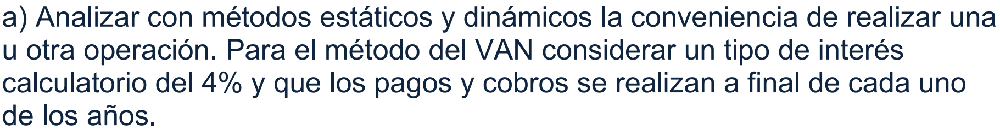 a) Analizar con métodos estáticos y dinámicos la conveniencia de realizar una
u otra operación. Para el método del VAN considerar un tipo de interés
calculatorio del 4% y que los pagos y cobros se realizan a final de cada uno
de los años.